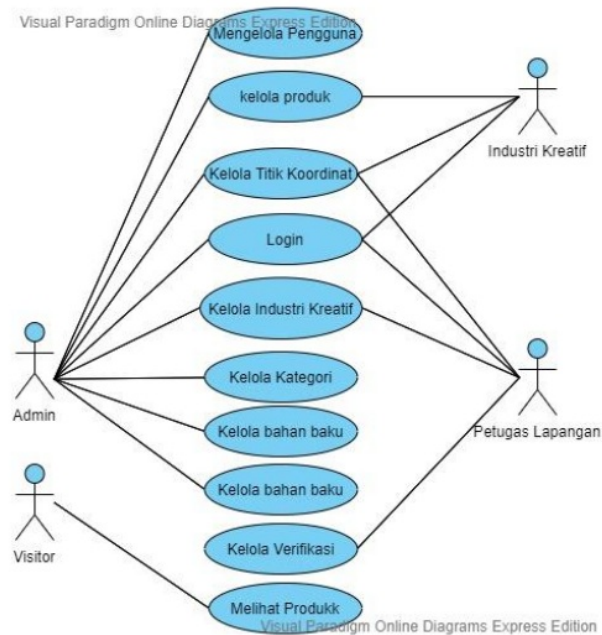 Visual Paradigm Online Diagrams Express Edition
Mengelola Pengguna
kelola produk
Industri Kreatif
Kelola Titik Koordinat
Login
Kelola Industri Kreatif
Kelola Kategori
Admin
Kelola bahan baku
Petugas Lapangan
Kelola bahan baku
Kelola Verifikasi
Visitor
Melihat Produkk
Visual Paradigm Online Diagrams Express Edition